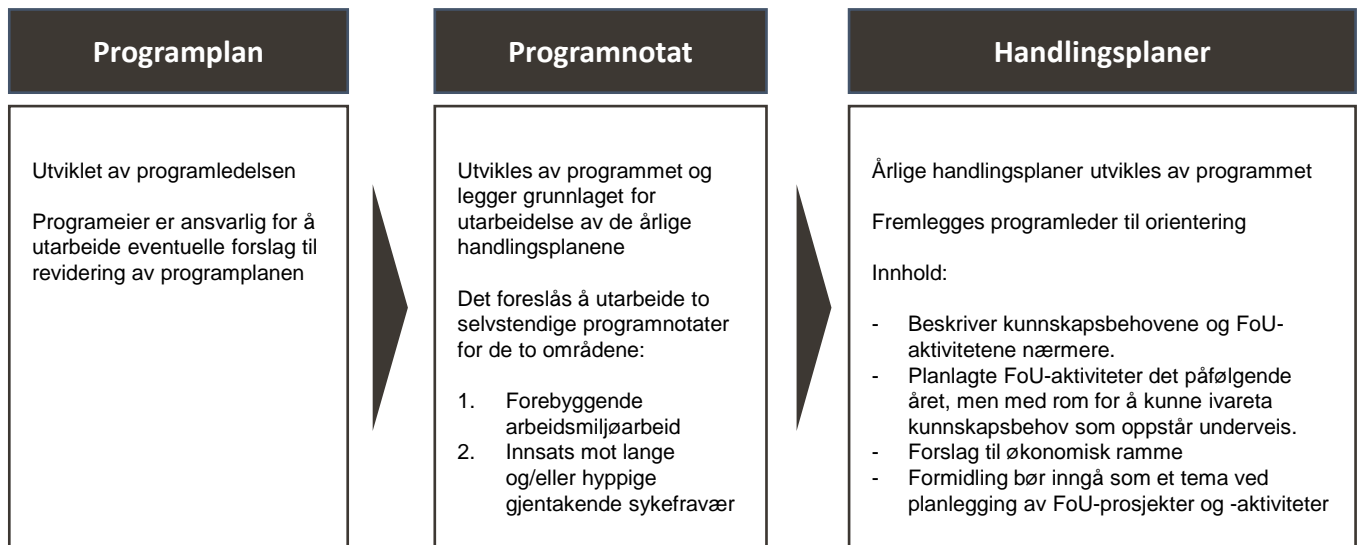 Programplan
Utviklet av programledelsen
Programeier er ansvarlig for å
utarbeide eventuelle forslag til
revidering av programplanen
Programnotat
Utvikles av programmet og
legger grunnlaget for
utarbeidelse av de årlige
handlingsplanene
Det foreslås å utarbeide to
selvstendige programnotater
for de to områdene:
1. Forebyggende
arbeidsmiljøarbeid
2. Innsats mot lange
og/eller hyppige
gjentakende sykefravær
Handlingsplaner
Årlige handlingsplaner utvikles av programmet
Fremlegges programleder til orientering
Innhold:
- Beskriver kunnskapsbehovene og FoU-
aktivitetene nærmere.
- Planlagte FoU-aktiviteter det påfølgende
året, men med rom for å kunne ivareta
kunnskapsbehov som oppstår underveis.
- Forslag til økonomisk ramme
- Formidling bør inngå som et tema ved
planlegging av FoU-prosjekter og -aktiviteter